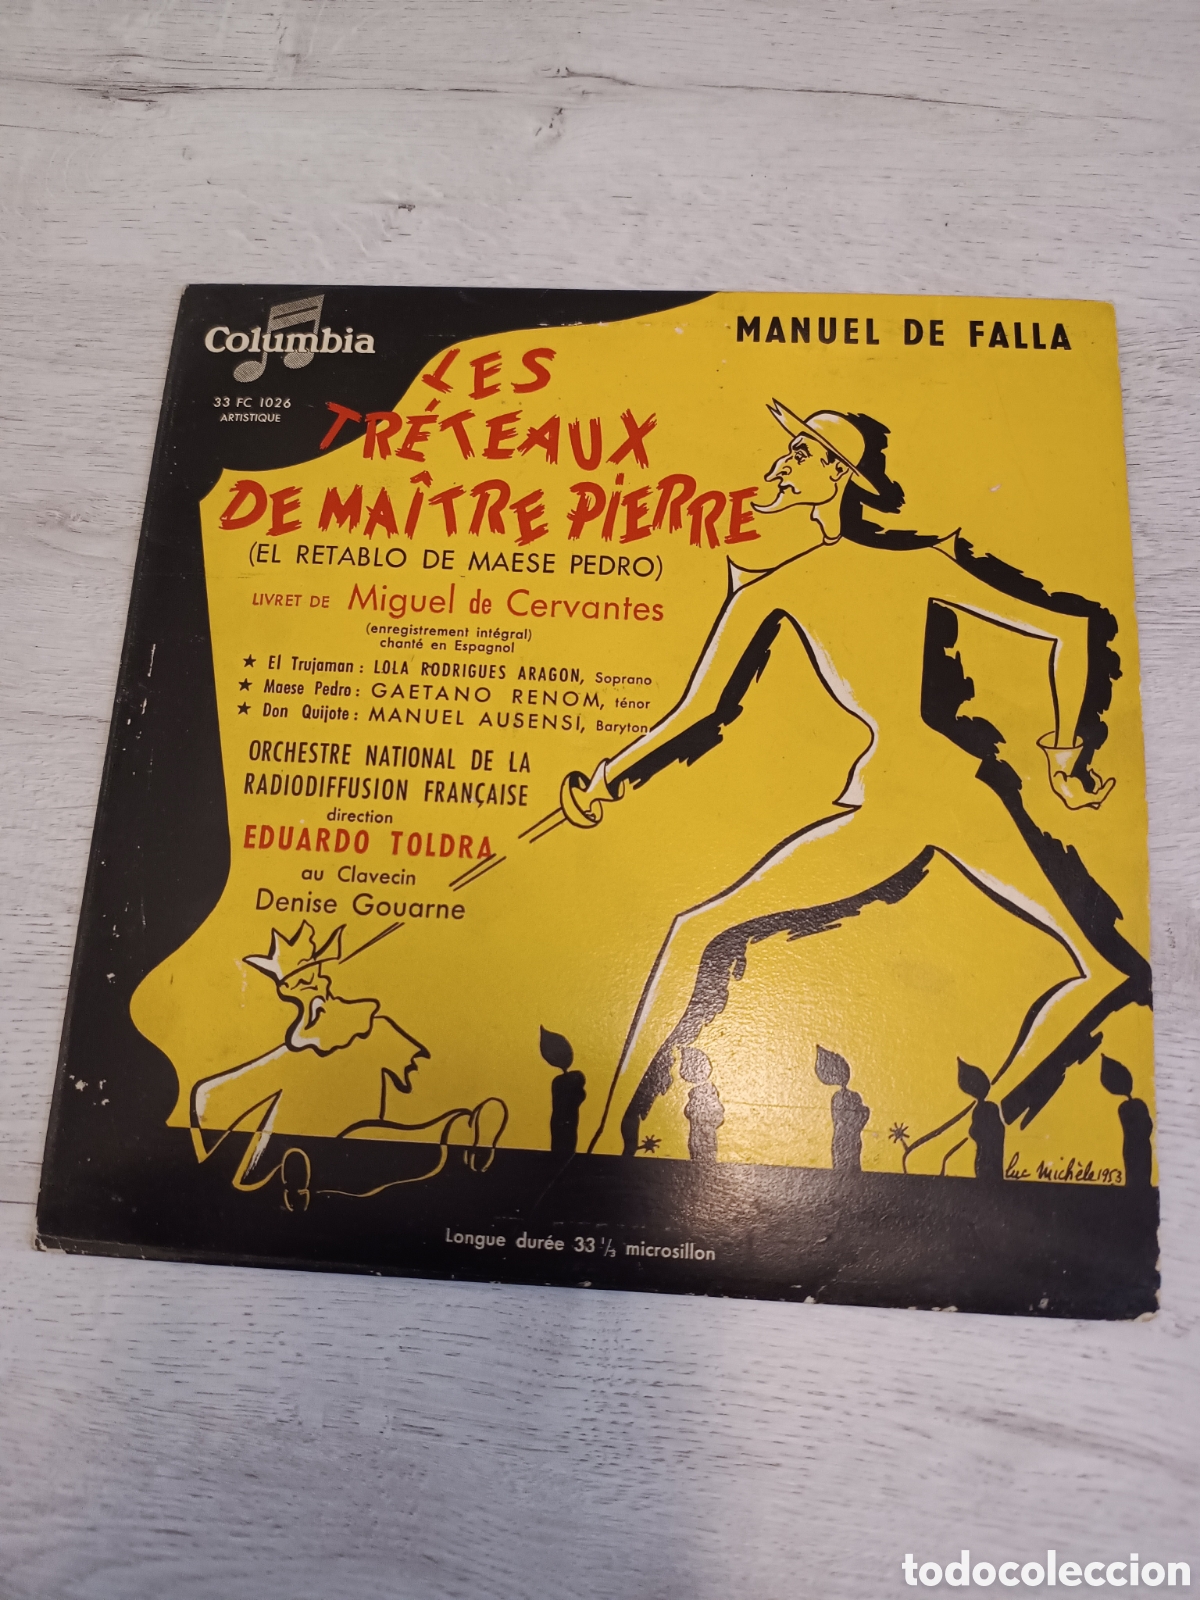 Columbia
33 FC 1026
ARTISTIQUE
MANUEL DE FALLA
LES
TRÉTEAUX
DE MAÎTRE PIERRE
(EL RETABLO DE MAESE PEDRO)
LIVRET DE Miguel de Cervantes
(enregistrement intégral)
chanté en Espagnol
★ El Trujaman : LOLA RODRIGUES ARAGON, Soprano
★ Maese Pedro : GAETANO RENOM, ténor
★ Don Quijote : MANUEL AUSENSI, Baryton
ORCHESTRE NATIONAL DE LA
RADIODIFFUSION FRANÇAISE
direction
EDUARDO TOLDRA
au Clavecin
Denise Gouarne
Luc Michèle 1953
Longue durée 33 1/3 microsillon
todocoleccion